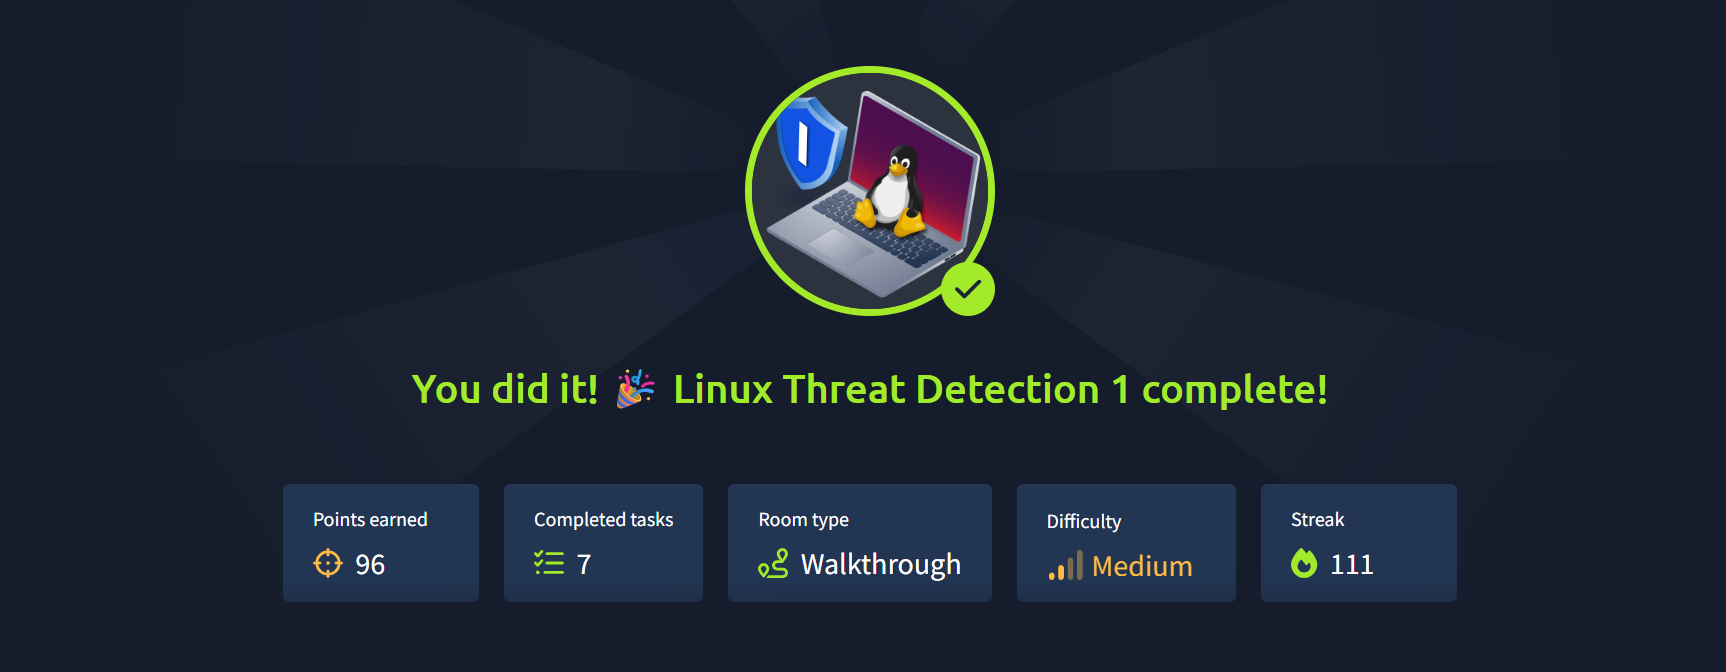 You did it! 🎉 Linux Threat Detection 1 complete!
Points earned
96
Completed tasks
7
Room type
Walkthrough
Difficulty
Medium
Streak
111